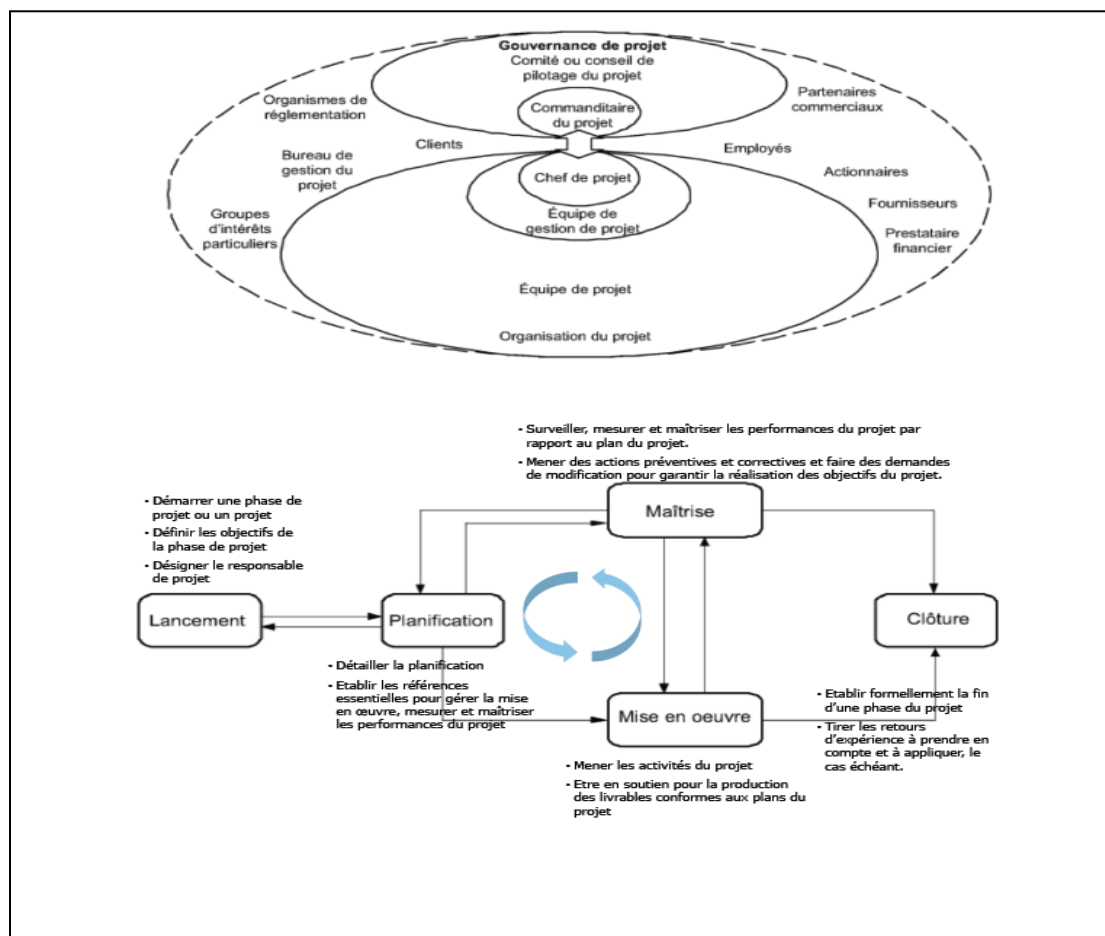 Gouvernance de projet
Comité ou conseil de
pilotage du projet
Commanditaire
du projet
Organismes de
réglementation
Partenaires
commerciaux
Clients
Employés
Bureau de
gestion du
projet
Chef de projet
Actionnaires
Fournisseurs
Groupes
d'intérêts
particuliers
Équipe de
gestion de projet
Prestataire
financier
Équipe de projet
Organisation du projet
- Surveiller, mesurer et maîtriser les performances du projet par
rapport au plan du projet.
- Mener des actions préventives et correctives et faire des demandes
de modification pour garantir la réalisation des objectifs du projet.
Maîtrise
- Démarrer une phase de
projet ou un projet
- Définir les objectifs de
la phase de projet
- Désigner le responsable
de projet
Lancement
Planification
Clôture
- Détailler la planification
- Etablir les références
essentielles pour gérer la mise
en œuvre, mesurer et maîtriser
les performances du projet
Mise en oeuvre
- Etablir formellement la fin
d'une phase du projet
- Tirer les retours
d'expérience à prendre en
compte et à appliquer, le
cas échéant.
- Mener les activités du projet
- Etre en soutien pour la production
des livrables conformes aux plans du
projet